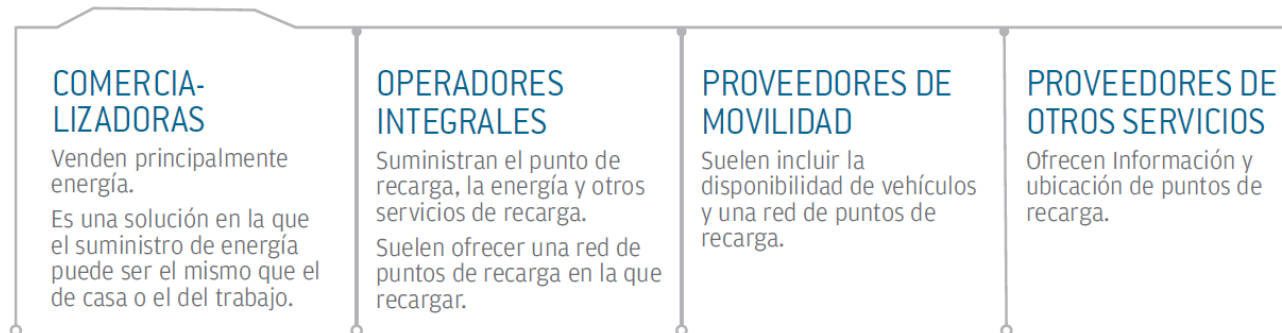 COMERCIA-
LIZADORAS
Venden principalmente
energía.
Es una solución en la que
el suministro de energía
puede ser el mismo que el
de casa o el del trabajo.
OPERADORES
INTEGRALES
Suministran el punto de
recarga, la energía y otros
servicios de recarga.
Suelen ofrecer una red de
puntos de recarga en la que
recargar.
PROVEEDORES DE
MOVILIDAD
Suelen incluir la
disponibilidad de vehículos
y una red de puntos de
recarga.
PROVEEDORES DE
OTROS SERVICIOS
Ofrecen Información y
ubicación de puntos de
recarga.